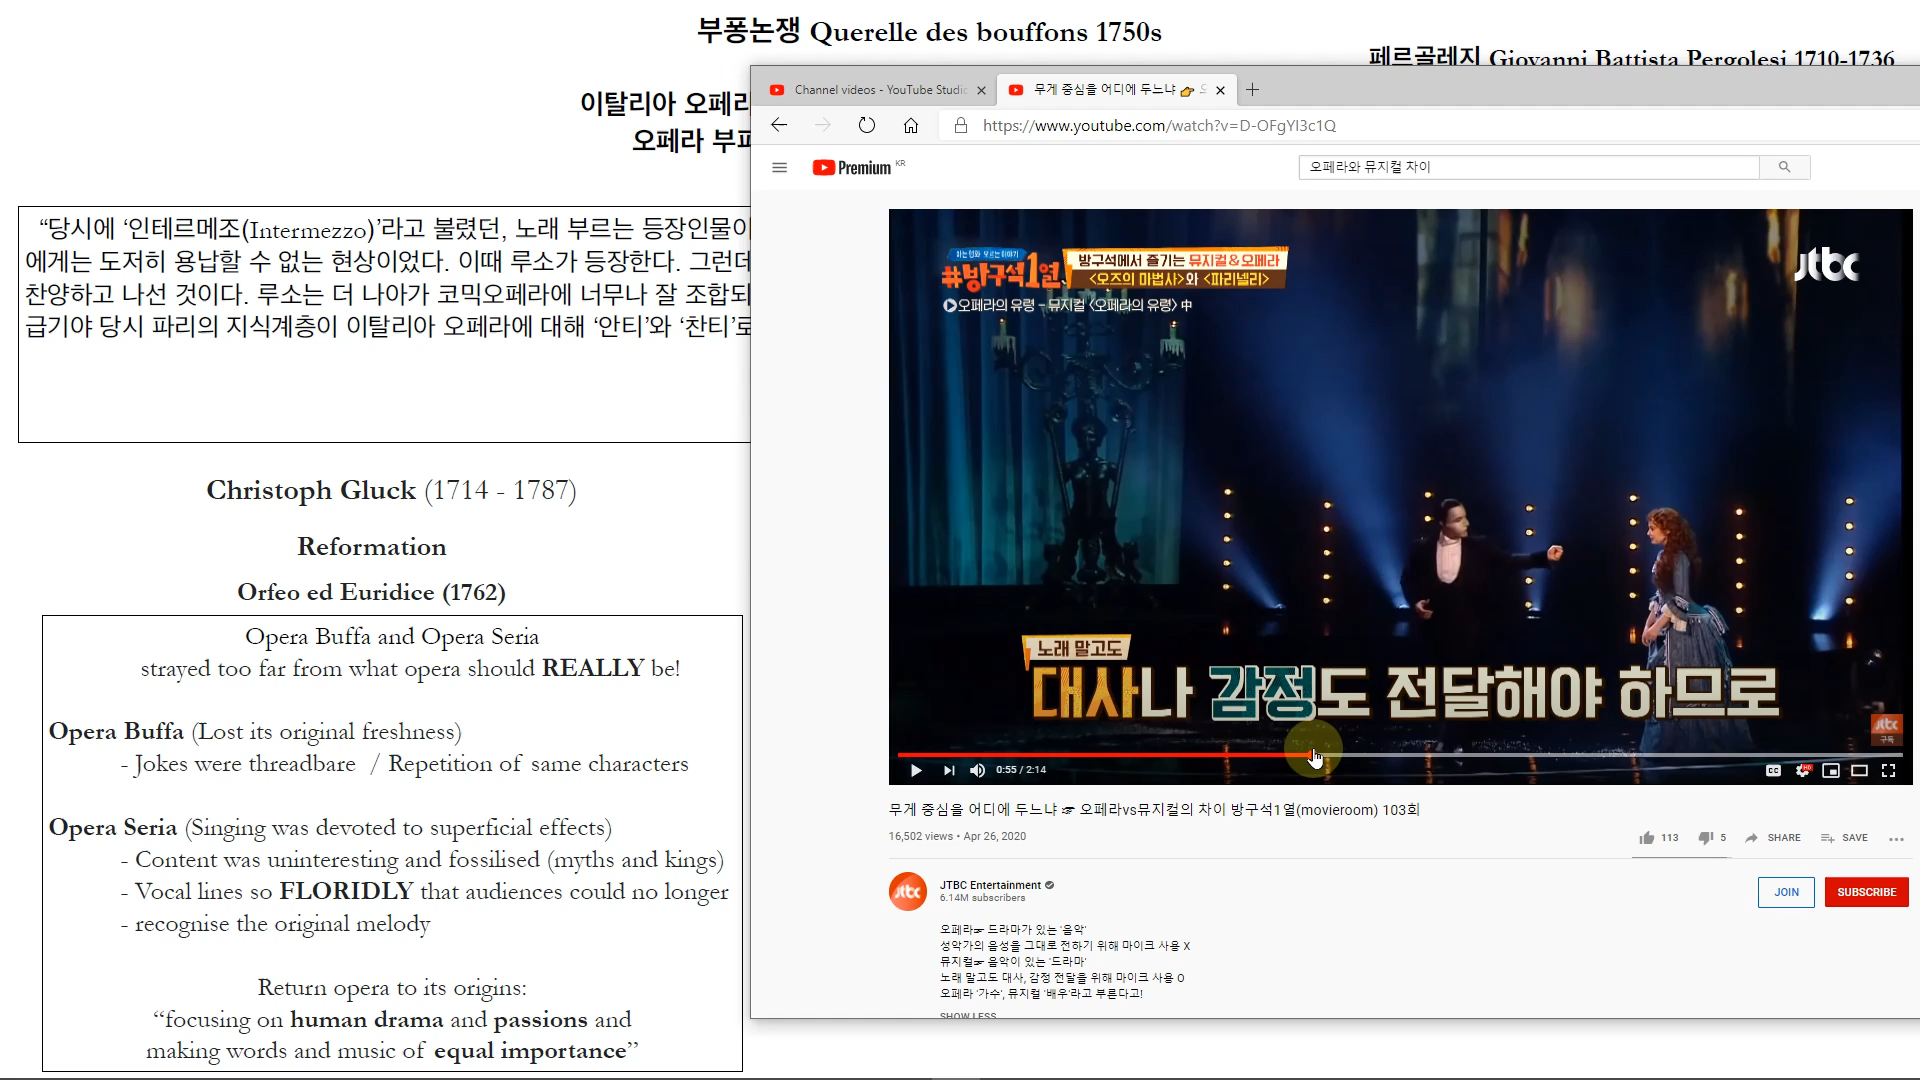 부퐁논쟁 Querelle des bouffons 1750s
페르골레지 Giovanni Battista Pergolesi 1710-1736
이탈리아 오페라
오페라 부파
“당시에 ‘인테르메조(Intermezzo)’라고 불렸던, 노래 부르는 등장인물이
에게는 도저히 용납할 수 없는 현상이었다. 이때 루소가 등장한다. 그런데
찬양하고 나선 것이다. 루소는 더 나아가 코믹오페라에 너무나 잘 조합되
급기야 당시 파리의 지식계층이 이탈리아 오페라에 대해 ‘안티’와 ‘찬티’로
Christoph Gluck (1714 - 1787)
Reformation
Orfeo ed Euridice (1762)
Opera Buffa and Opera Seria
strayed too far from what opera should REALLY be!
Opera Buffa (Lost its original freshness)
- Jokes were threadbare / Repetition of same characters
Opera Seria (Singing was devoted to superficial effects)
- Content was uninteresting and fossilised (myths and kings)
- Vocal lines so FLORIDLY that audiences could no longer
- recognise the original melody
Return opera to its origins:
“focusing on human drama and passions and
making words and music of equal importance”
Channel videos - YouTube Studio
무게 중심을 어디에 두느냐 👉
https://www.youtube.com/watch?v=D-OFgYI3c1Q
Premium KR
오페라와 뮤지컬 차이
아는영화 모르는이야기
#방구석1열
방구석에서 즐기는 뮤지컬&오페라
<오즈의 마법사>와 <파리넬리>
오페라의 유령 - 뮤지컬 <오페라의 유령> 中
jtbc
노래 말고도
대사나 감정도 전달해야 하므로
jtbc
구독
0:55 / 2:14
CC
HD
무게 중심을 어디에 두느냐 ☞ 오페라vs뮤지컬의 차이 방구석1열(movieroom) 103회
16,502 views • Apr 26, 2020
113
5
SHARE
SAVE
jtbc
JTBC Entertainment
6.14M subscribers
JOIN
SUBSCRIBE
오페라☞ 드라마가 있는 '음악'
성악가의 음성을 그대로 전하기 위해 마이크 사용 X
뮤지컬☞ 음악이 있는 '드라마'
노래 말고도 대사, 감정 전달을 위해 마이크 사용 O
오페라 '가수', 뮤지컬 '배우'라고 부른다고!
SHOW LESS